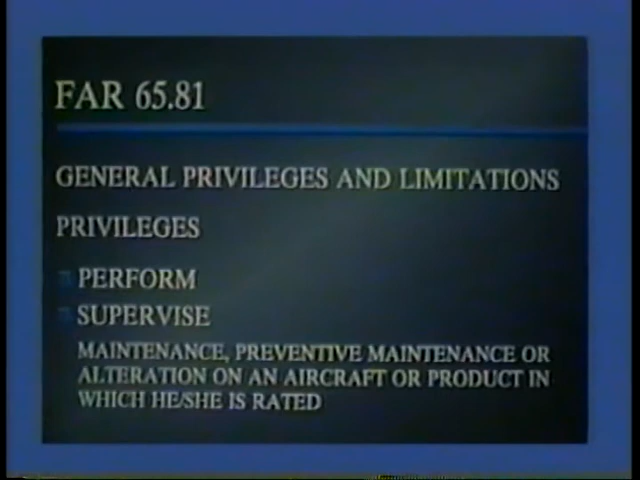 FAR 65.81
GENERAL PRIVILEGES AND LIMITATIONS
PRIVILEGES
PERFORM
SUPERVISE
MAINTENANCE, PREVENTIVE MAINTENANCE OR
ALTERATION ON AN AIRCRAFT OR PRODUCT IN
WHICH HE/SHE IS RATED